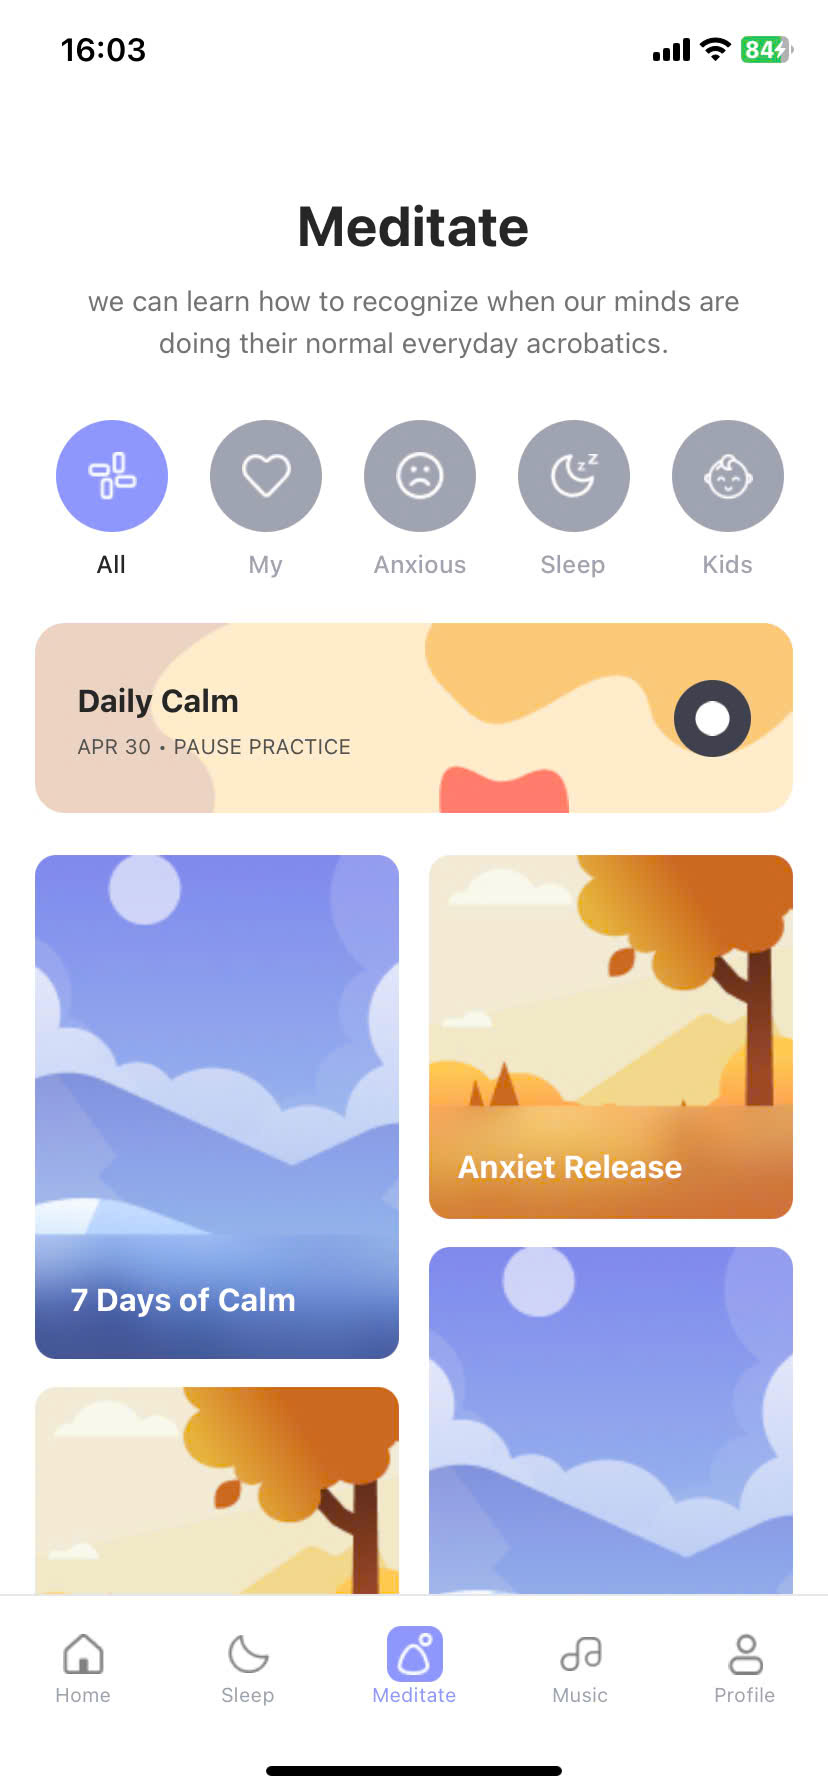 16:03
84
Meditate
we can learn how to recognize when our minds are
doing their normal everyday acrobatics.
All
My
Anxious
Sleep
Kids
Daily Calm
APR 30 • PAUSE PRACTICE
Anxiet Release
7 Days of Calm
Home
Sleep
Meditate
Music
Profile